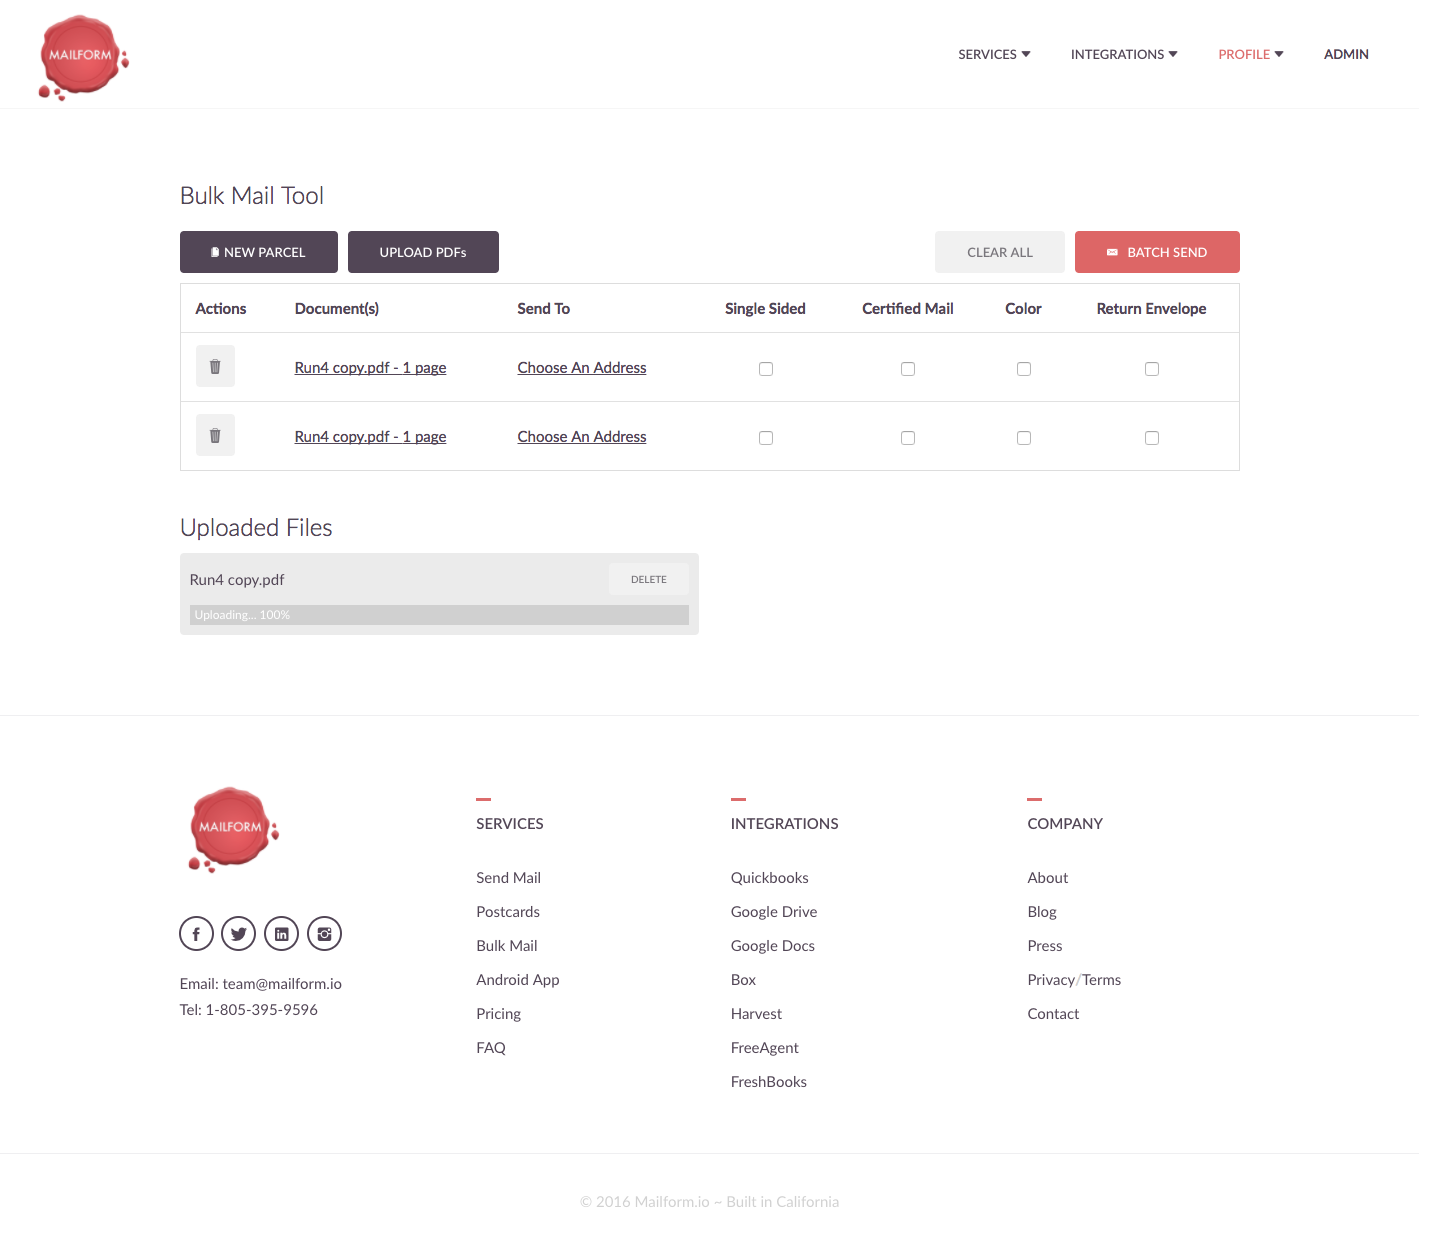 MAILFORM
SERVICES INTEGRATIONS PROFILE ADMIN
Bulk Mail Tool
NEW PARCEL UPLOAD PDFs CLEAR ALL BATCH SEND
Actions Document(s) Send To Single Sided Certified Mail Color Return Envelope
Run4 copy.pdf - 1 page Choose An Address
Run4 copy.pdf - 1 page Choose An Address
Uploaded Files
Run4 copy.pdf DELETE
Uploading... 100%
MAILFORM
Email: team@mailform.io
Tel: 1-805-395-9596
SERVICES
Send Mail
Postcards
Bulk Mail
Android App
Pricing
FAQ
INTEGRATIONS
Quickbooks
Google Drive
Google Docs
Box
Harvest
FreeAgent
FreshBooks
COMPANY
About
Blog
Press
Privacy/Terms
Contact
© 2016 Mailform.io ~ Built in California